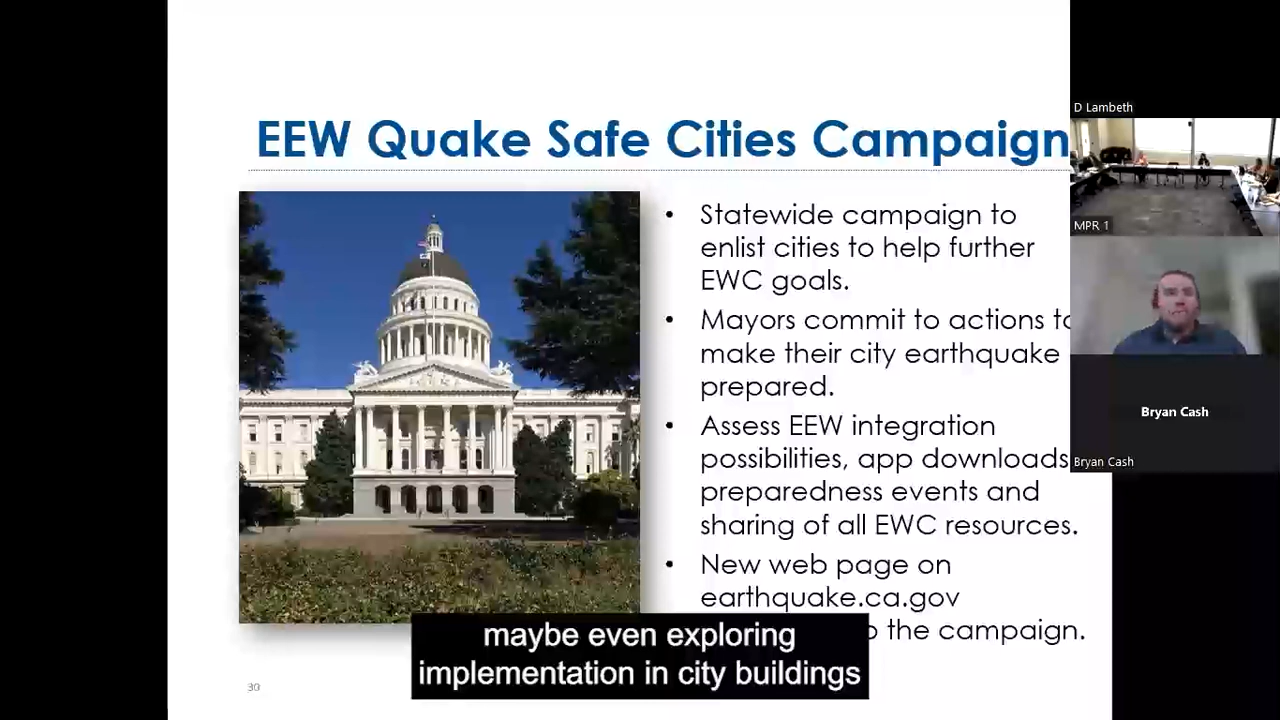 EEW Quake Safe Cities Campaign
• Statewide campaign to
enlist cities to help further
EWC goals.
• Mayors commit to actions to
make their city earthquake
prepared.
• Assess EEW integration
possibilities, app downloads
preparedness events and
sharing of all EWC resources.
• New web page on
earthquake.ca.gov
the campaign.
30
maybe even exploring
implementation in city buildings
D Lambeth
MPR 1
Bryan Cash
Bryan Cash